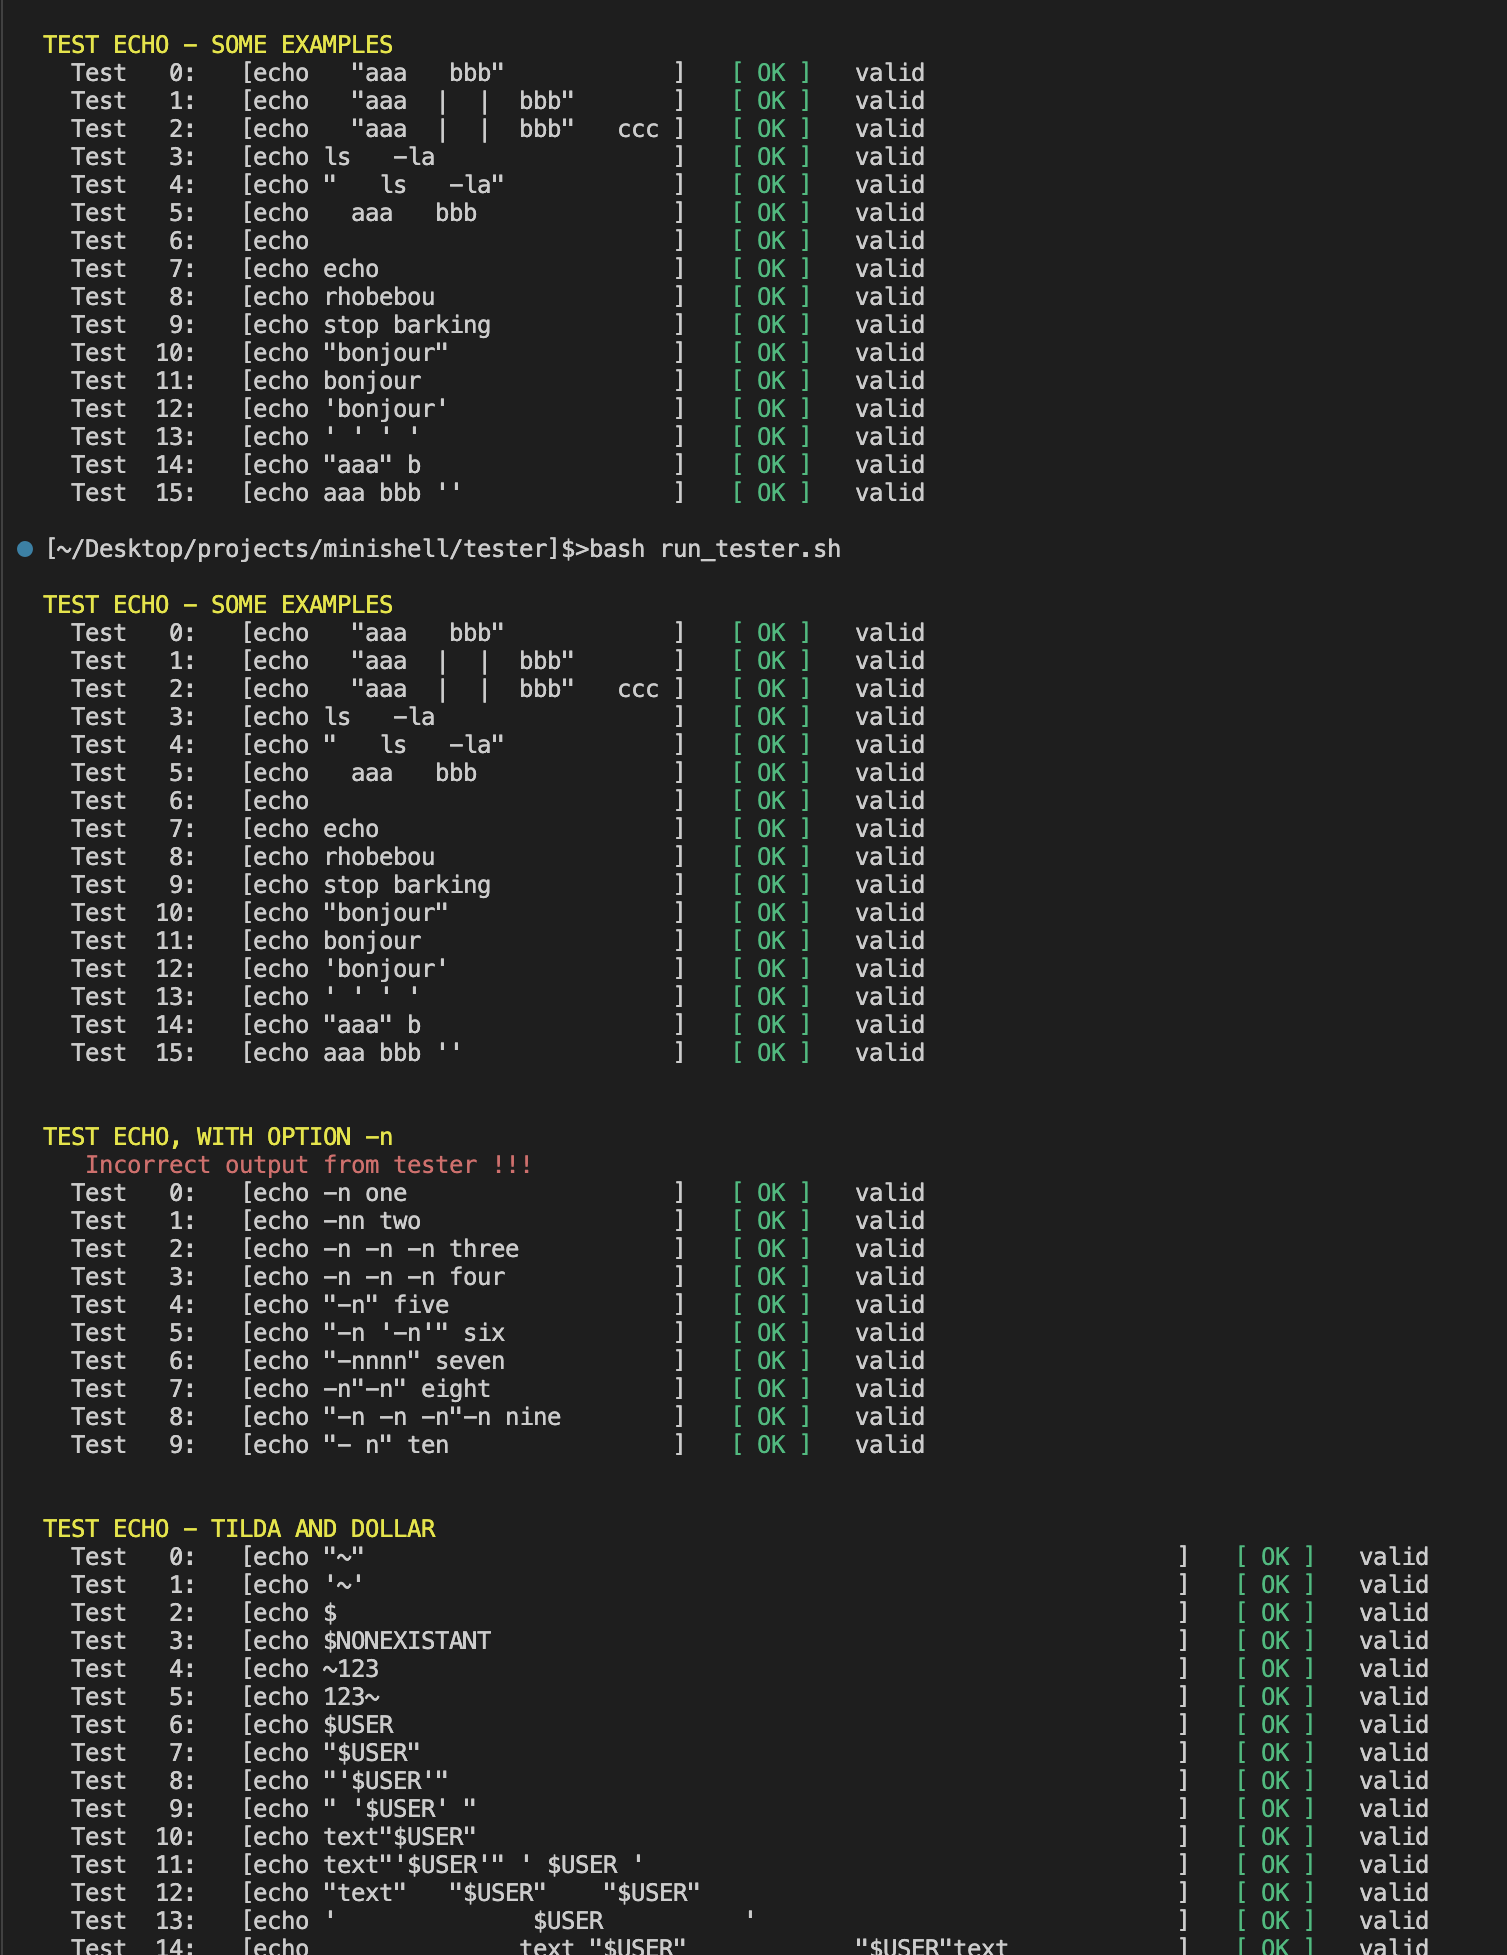 TEST ECHO - SOME EXAMPLES
Test   0:   [echo   "aaa   bbb"            ]   [ OK ]   valid
Test   1:   [echo   "aaa  |  |  bbb"       ]   [ OK ]   valid
Test   2:   [echo   "aaa  |  |  bbb"   ccc ]   [ OK ]   valid
Test   3:   [echo ls   -la                 ]   [ OK ]   valid
Test   4:   [echo "   ls   -la"            ]   [ OK ]   valid
Test   5:   [echo   aaa   bbb              ]   [ OK ]   valid
Test   6:   [echo                          ]   [ OK ]   valid
Test   7:   [echo echo                     ]   [ OK ]   valid
Test   8:   [echo rhobebou                 ]   [ OK ]   valid
Test   9:   [echo stop barking             ]   [ OK ]   valid
Test  10:   [echo "bonjour"                ]   [ OK ]   valid
Test  11:   [echo bonjour                  ]   [ OK ]   valid
Test  12:   [echo 'bonjour'                ]   [ OK ]   valid
Test  13:   [echo ' ' ' '                  ]   [ OK ]   valid
Test  14:   [echo "aaa" b                  ]   [ OK ]   valid
Test  15:   [echo aaa bbb ''               ]   [ OK ]   valid
[~/Desktop/projects/minishell/tester]$>bash run_tester.sh
TEST ECHO - SOME EXAMPLES
Test   0:   [echo   "aaa   bbb"            ]   [ OK ]   valid
Test   1:   [echo   "aaa  |  |  bbb"       ]   [ OK ]   valid
Test   2:   [echo   "aaa  |  |  bbb"   ccc ]   [ OK ]   valid
Test   3:   [echo ls   -la                 ]   [ OK ]   valid
Test   4:   [echo "   ls   -la"            ]   [ OK ]   valid
Test   5:   [echo   aaa   bbb              ]   [ OK ]   valid
Test   6:   [echo                          ]   [ OK ]   valid
Test   7:   [echo echo                     ]   [ OK ]   valid
Test   8:   [echo rhobebou                 ]   [ OK ]   valid
Test   9:   [echo stop barking             ]   [ OK ]   valid
Test  10:   [echo "bonjour"                ]   [ OK ]   valid
Test  11:   [echo bonjour                  ]   [ OK ]   valid
Test  12:   [echo 'bonjour'                ]   [ OK ]   valid
Test  13:   [echo ' ' ' '                  ]   [ OK ]   valid
Test  14:   [echo "aaa" b                  ]   [ OK ]   valid
Test  15:   [echo aaa bbb ''               ]   [ OK ]   valid
TEST ECHO, WITH OPTION -n
Incorrect output from tester !!!
Test   0:   [echo -n one                   ]   [ OK ]   valid
Test   1:   [echo -nn two                  ]   [ OK ]   valid
Test   2:   [echo -n -n -n three           ]   [ OK ]   valid
Test   3:   [echo -n -n -n four            ]   [ OK ]   valid
Test   4:   [echo "-n" five                ]   [ OK ]   valid
Test   5:   [echo "-n '-n'" six            ]   [ OK ]   valid
Test   6:   [echo "-nnnn" seven            ]   [ OK ]   valid
Test   7:   [echo -n"-n" eight             ]   [ OK ]   valid
Test   8:   [echo "-n -n -n"-n nine        ]   [ OK ]   valid
Test   9:   [echo "- n" ten                ]   [ OK ]   valid
TEST ECHO - TILDA AND DOLLAR
Test   0:   [echo "~"                                                          ]   [ OK ]   valid
Test   1:   [echo '~'                                                          ]   [ OK ]   valid
Test   2:   [echo $                                                            ]   [ OK ]   valid
Test   3:   [echo $NONEXISTANT                                                 ]   [ OK ]   valid
Test   4:   [echo ~123                                                         ]   [ OK ]   valid
Test   5:   [echo 123~                                                         ]   [ OK ]   valid
Test   6:   [echo $USER                                                        ]   [ OK ]   valid
Test   7:   [echo "$USER"                                                      ]   [ OK ]   valid
Test   8:   [echo "'$USER'"                                                    ]   [ OK ]   valid
Test   9:   [echo " '$USER' "                                                  ]   [ OK ]   valid
Test  10:   [echo text"$USER"                                                  ]   [ OK ]   valid
Test  11:   [echo text"'$USER'" ' $USER '                                      ]   [ OK ]   valid
Test  12:   [echo "text"   "$USER"    "$USER"                                  ]   [ OK ]   valid
Test  13:   [echo '              $USER          '                              ]   [ OK ]   valid
Test  14:   [echo               text "$USER"            "$USER"text            ]   [ OK ]   valid